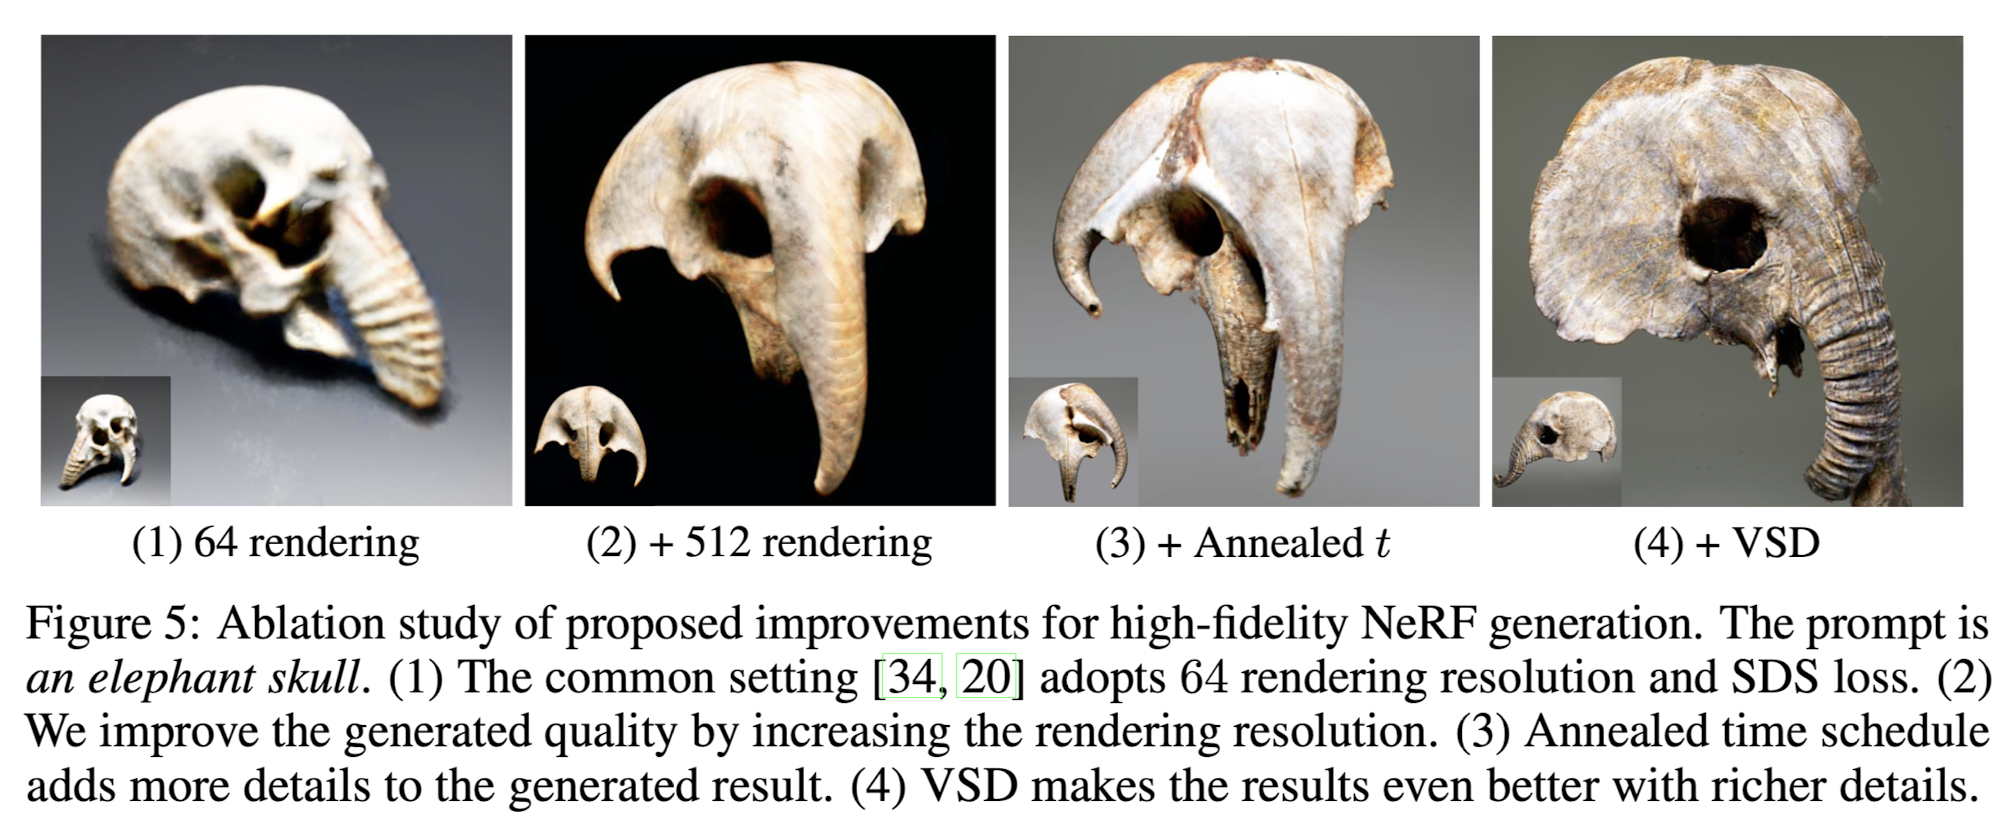 (1) 64 rendering
(2) + 512 rendering
(3) + Annealed t
(4) + VSD
Figure 5: Ablation study of proposed improvements for high-fidelity NeRF generation. The prompt is
an elephant skull. (1) The common setting [34, 20] adopts 64 rendering resolution and SDS loss. (2)
We improve the generated quality by increasing the rendering resolution. (3) Annealed time schedule
adds more details to the generated result. (4) VSD makes the results even better with richer details.